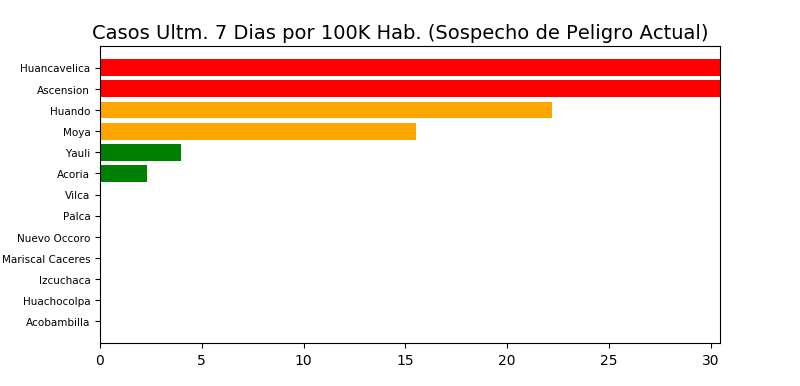 Casos Ultm. 7 Dias por 100K Hab. (Sospecho de Peligro Actual)
Huancavelica
Ascension
Huando
Moya
Yauli
Acoria
Vilca
Palca
Nuevo Occoro
Mariscal Caceres
Izcuchaca
Huachocolpa
Acobambilla
0 5 10 15 20 25 30